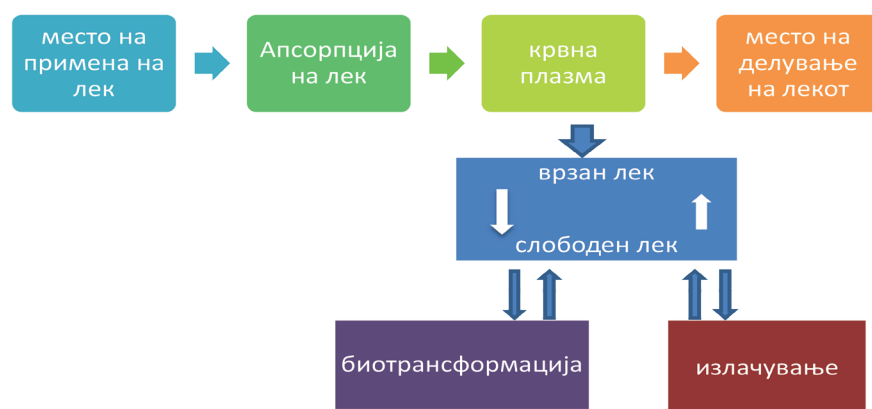 место на
примена на
лек
Апсорпција
на лек
крвна
плазма
место на
делување
на лекот
врзан лек
слободен лек
биотрансформација
излачување